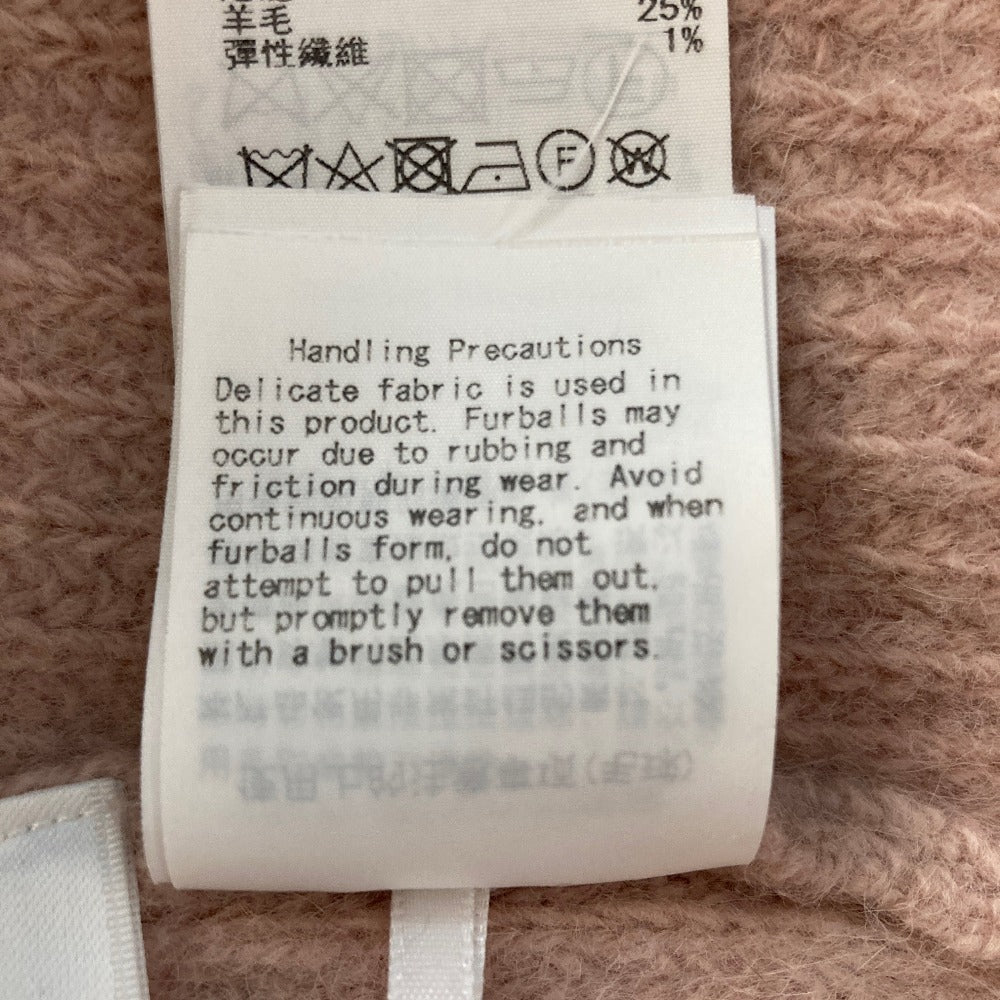 羊毛 25%
彈性纖維 1%
F W
Handling Precautions
Delicate fabric is used in
this product. Furballs may
occur due to rubbing and
friction during wear. Avoid
continuous wearing, and when
furballs form, do not
attempt to pull them out,
but promptly remove them
with a brush or scissors.